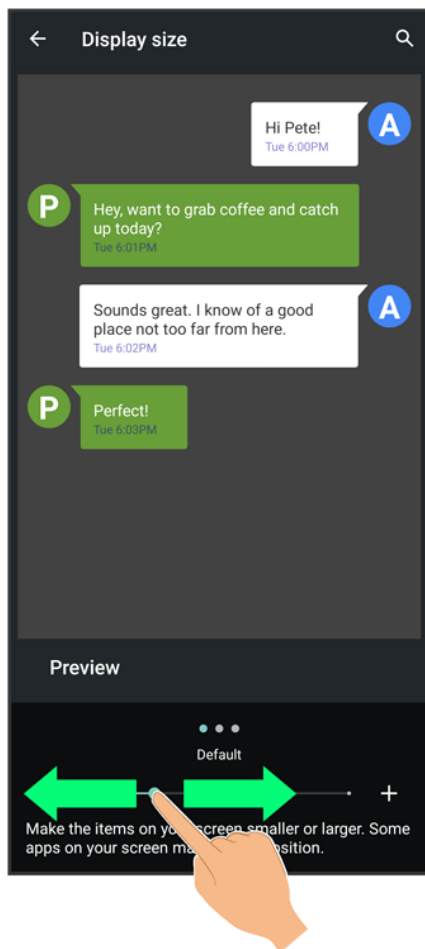 Display size
Hi Pete!
Tue 6:00PM
A
P
Hey, want to grab coffee and catch
up today?
Tue 6:01PM
Sounds great. I know of a good
place not too far from here.
Tue 6:02PM
A
P
Perfect!
Tue 6:03PM
Preview
Default
+
Make the items on your screen smaller or larger. Some
apps on your screen position.